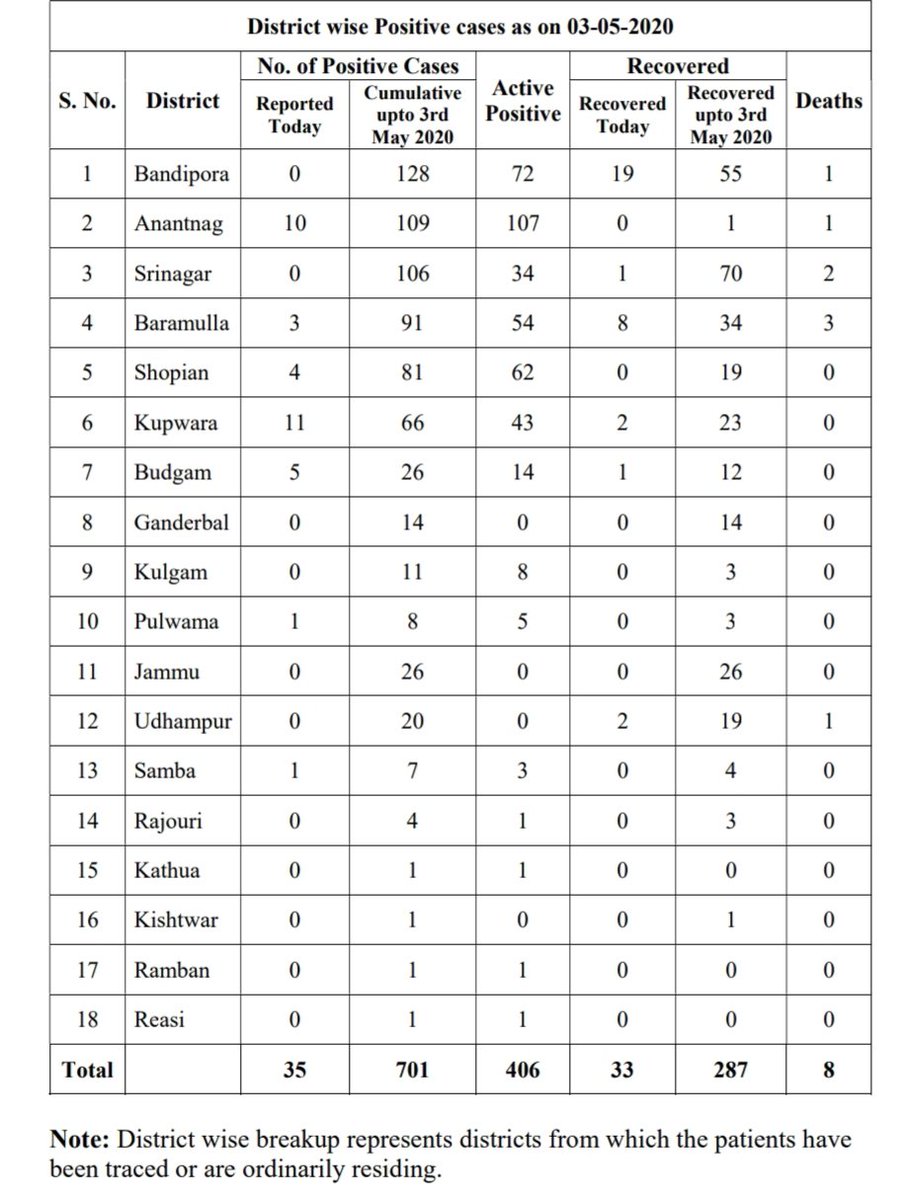 District wise Positive cases as on 03-05-2020
S. No. District No. of Positive Cases Active Positive Recovered Deaths
Reported Today Cumulative upto 3rd May 2020 Recovered Today Recovered upto 3rd May 2020
1 Bandipora 0 128 72 19 55 1
2 Anantnag 10 109 107 0 1 1
3 Srinagar 0 106 34 1 70 2
4 Baramulla 3 91 54 8 34 3
5 Shopian 4 81 62 0 19 0
6 Kupwara 11 66 43 2 23 0
7 Budgam 5 26 14 1 12 0
8 Ganderbal 0 14 0 0 14 0
9 Kulgam 0 11 8 0 3 0
10 Pulwama 1 8 5 0 3 0
11 Jammu 0 26 0 0 26 0
12 Udhampur 0 20 0 2 19 1
13 Samba 1 7 3 0 4 0
14 Rajouri 0 4 1 0 3 0
15 Kathua 0 1 1 0 0 0
16 Kishtwar 0 1 0 0 1 0
17 Ramban 0 1 1 0 0 0
18 Reasi 0 1 1 0 0 0
Total 35 701 406 33 287 8
Note: District wise breakup represents districts from which the patients have
been traced or are ordinarily residing.